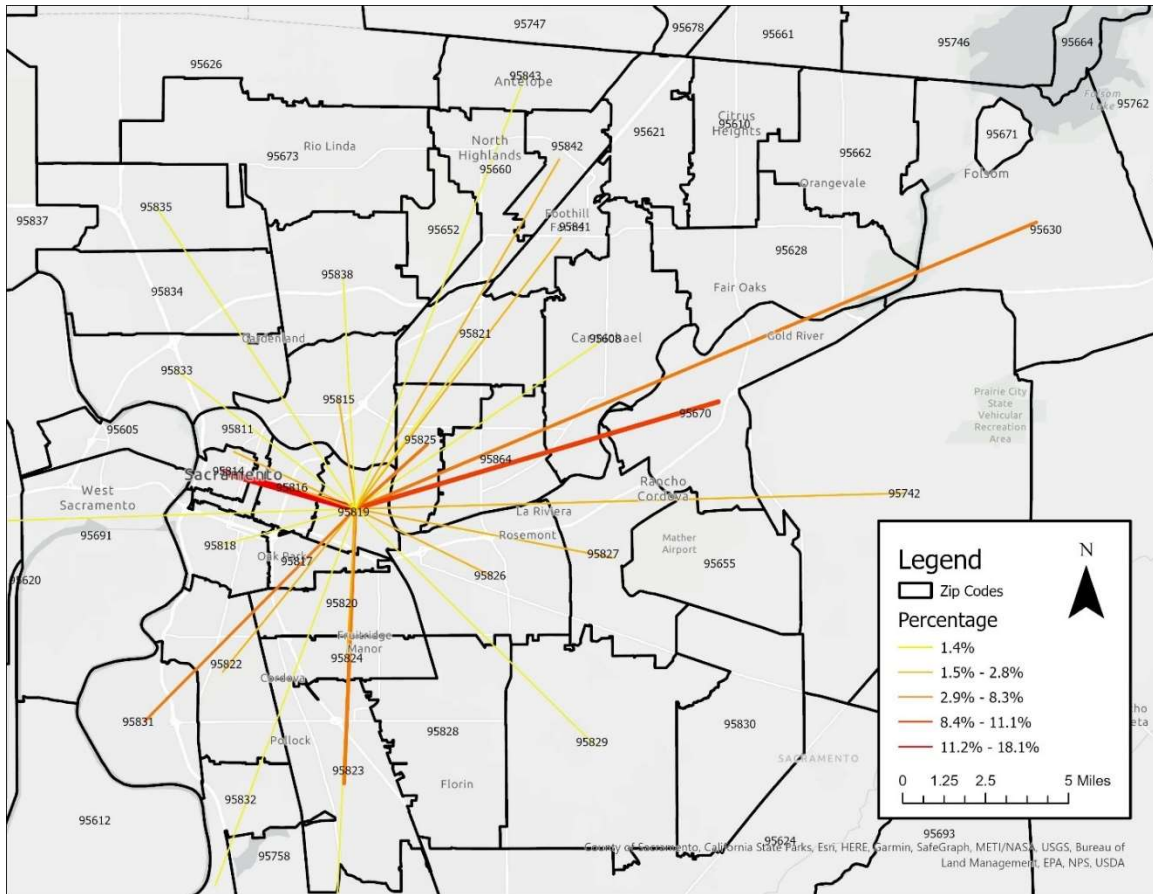 95747
95678
95661
95746
95664
95626
95843
Antelope
Folsom
Lake
95762
95621
Citrus
95610
Heights
95671
Rio Linda
95673
North
Highlands
95842
95660
95662
Folsom
Orangevale
95837
95835
95652
Foothill
95841
95630
95628
95838
95834
Fair Oaks
Gardenland
95821
Carmichael
95608
Gold River
95833
95815
Prairie City
State
Vehicular
Recreation
Area
95605
95811
95825
95670
95864
95814
Sacramento
95816
West
Sacramento
Rancho
Cordova
95742
95819
La Riviera
95691
Rosemont
95818
Oak Park
95817
95827
Mather
Airport
95655
95620
95826
95820
Fruitridge
Manor
95822
95824
95831
95828
95829
95830
Pollock
SACRAMENTO
95823
Florin
95832
95612
95758
95624
95693
Legend
N
Zip Codes
Percentage
1.4%
1.5% - 2.8%
2.9% - 8.3%
8.4% - 11.1%
11.2% - 18.1%
0 1.25 2.5 5 Miles
County of Sacramento, California State Parks, Esri, HERE, Garmin, SafeGraph, METI/NASA, USGS, Bureau of
Land Management, EPA, NPS, USDA